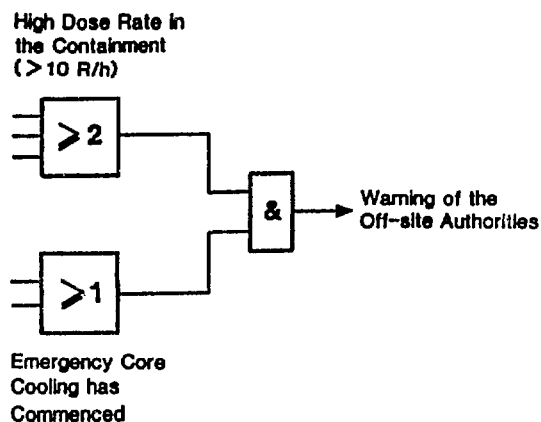 High Dose Rate in
the Containment
(>10 R/h)
⩾2
&
Warning of the
Off-site Authorities
⩾1
Emergency Core
Cooling has
Commenced